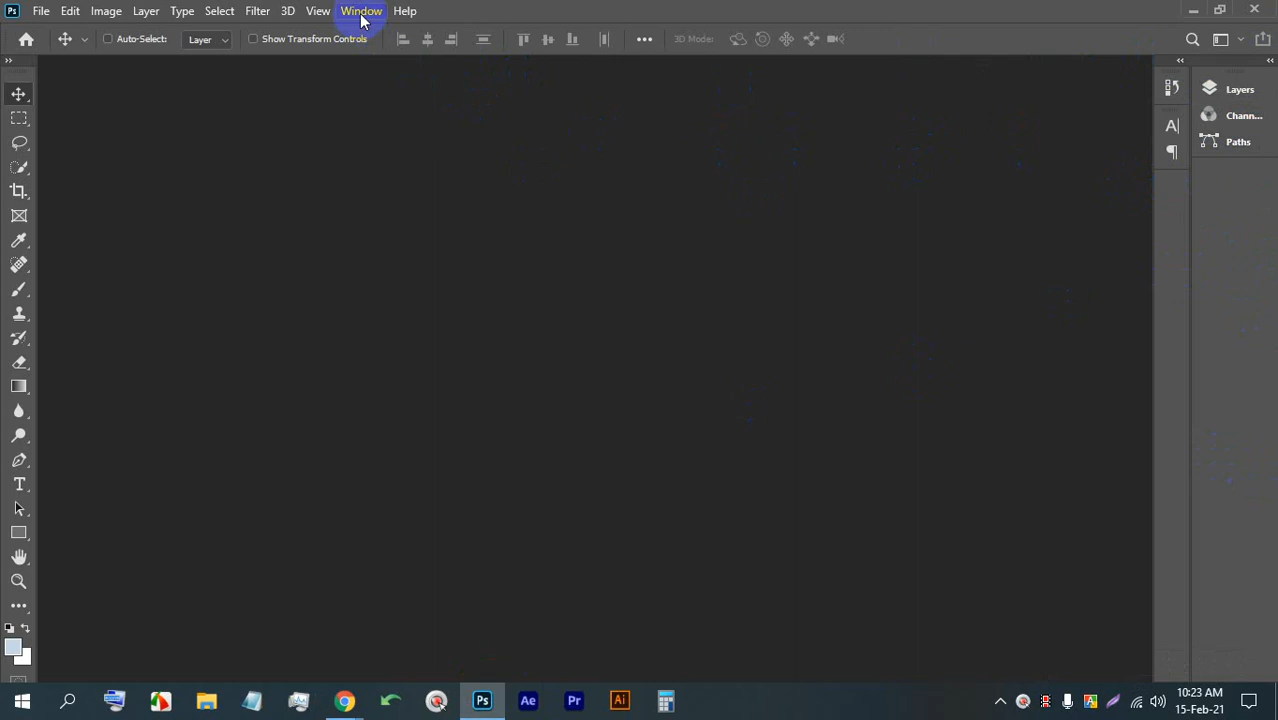 Ps File Edit Image Layer Type Select Filter 3D View Window Help
Auto-Select: Layer Show Transform Controls 3D Mode:
Layers
Chann...
Paths
A
T
Ps Ae Pr Ai A
10:23 AM
15-Feb-21